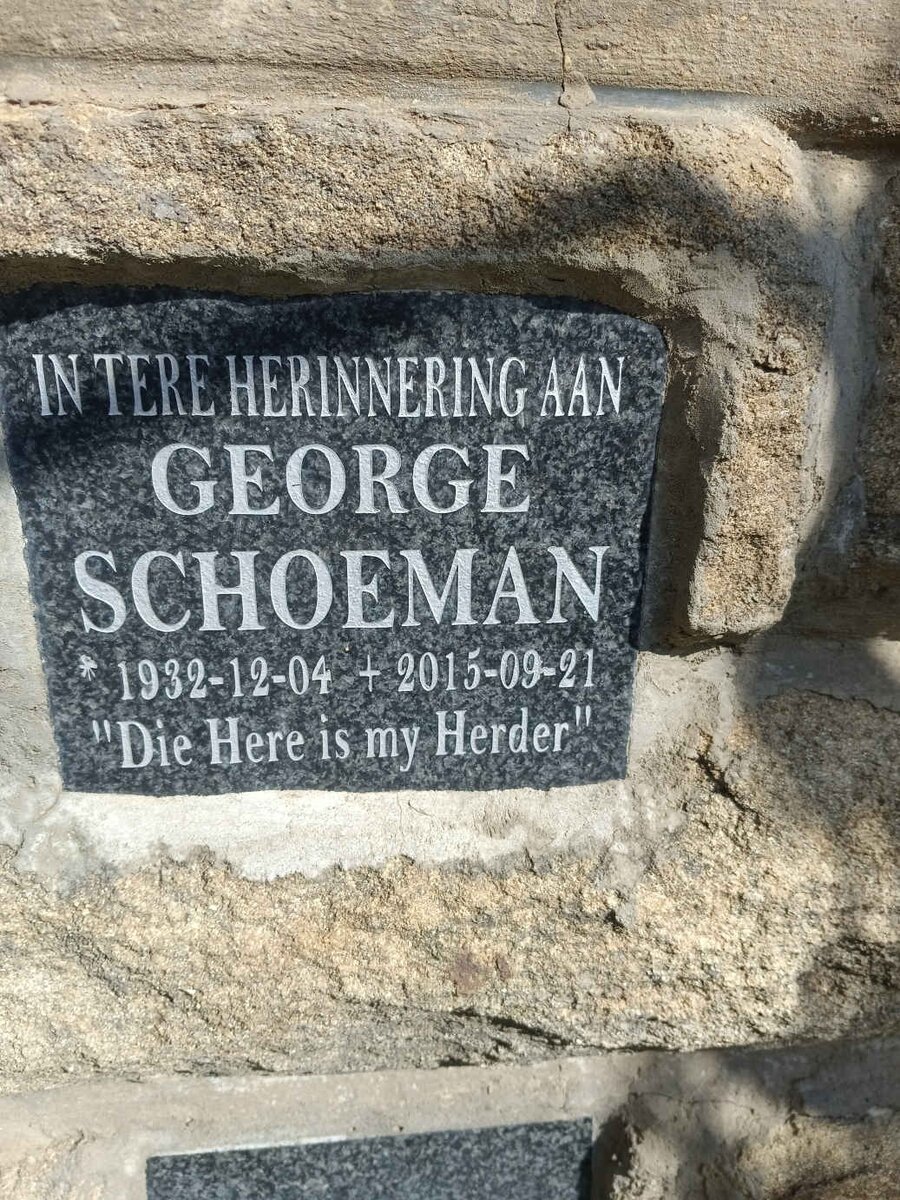 IN TERE HERINNERING AAN
GEORGE
SCHOEMAN
* 1932-12-04 + 2015-09-21
"Die Here is my Herder"